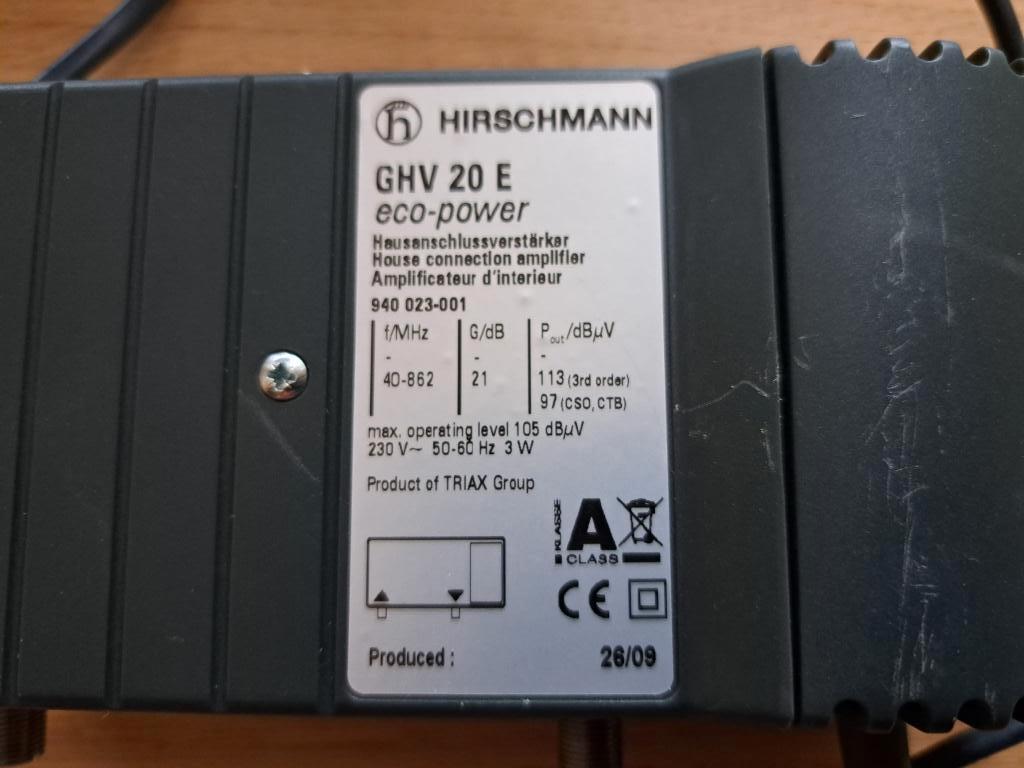 h HIRSCHMANN
GHV 20 E
eco-power
Hausanschlussverstärker
House connection amplifier
Amplificateur d'interieur
940 023-001
f/MHz G/dB Pout/dBµV
- - -
40-862 21 113 (3rd order)
97 (CSO, CTB)
max. operating level 105 dBµV
230 V~ 50-60 Hz 3 W
Product of TRIAX Group
KLASSE
A
CLASS
CE
Produced : 26/09